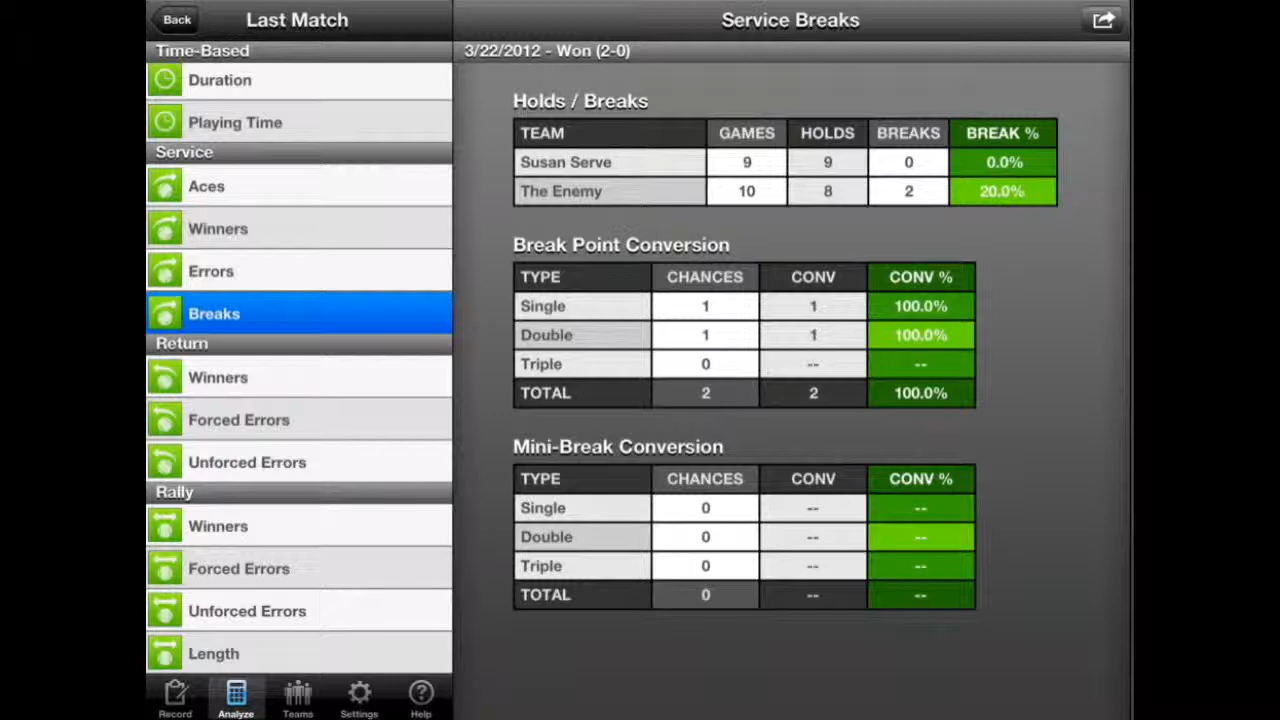 Back
Last Match
Time-Based
Duration
Playing Time
Service
Aces
Winners
Errors
Breaks
Return
Winners
Forced Errors
Unforced Errors
Rally
Winners
Forced Errors
Unforced Errors
Length
Record Analyze Teams Settings Help
Service Breaks
3/22/2012 - Won (2-0)
Holds / Breaks
TEAM GAMES HOLDS BREAKS BREAK %
Susan Serve 9 9 0 0.0%
The Enemy 10 8 2 20.0%
Break Point Conversion
TYPE CHANCES CONV CONV %
Single 1 1 100.0%
Double 1 1 100.0%
Triple 0 -- --
TOTAL 2 2 100.0%
Mini-Break Conversion
TYPE CHANCES CONV CONV %
Single 0 -- --
Double 0 -- --
Triple 0 -- --
TOTAL 0 -- --